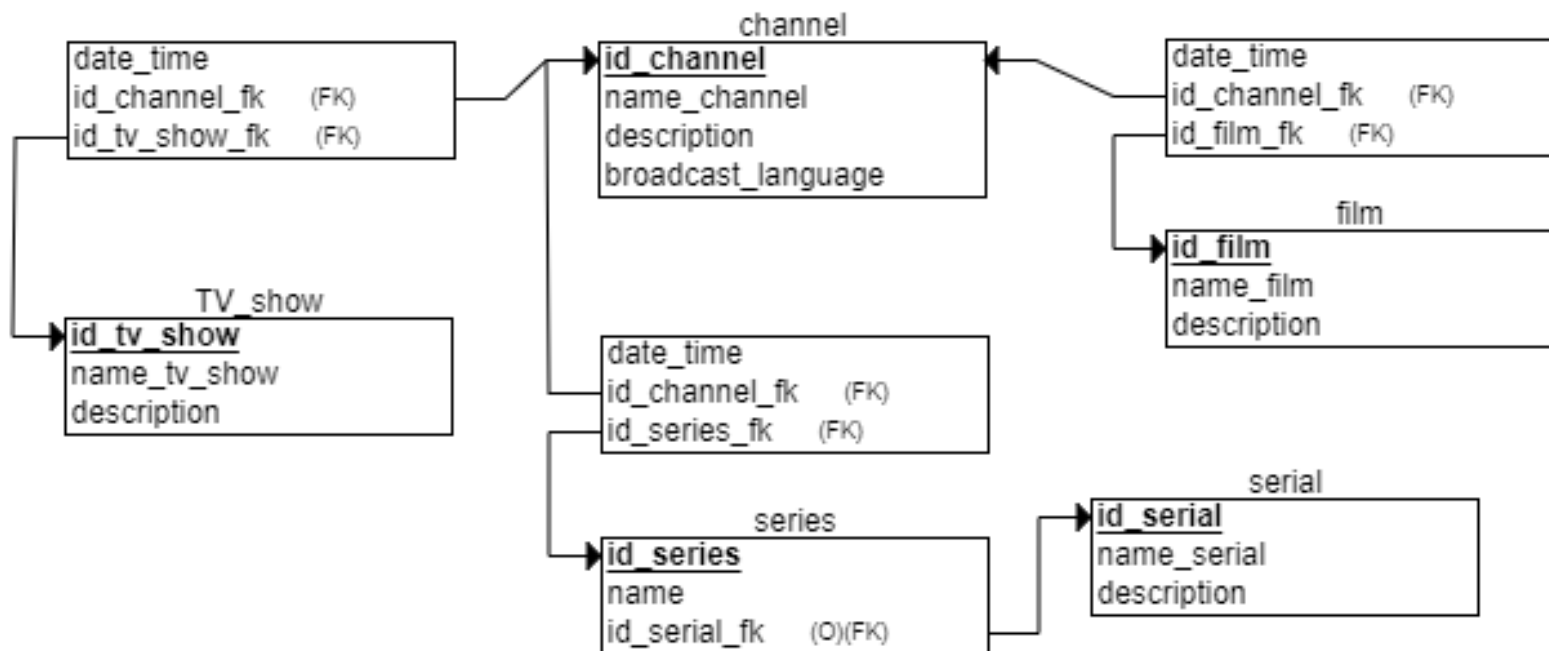 date_time
id_channel_fk (FK)
id_tv_show_fk (FK)
channel
id_channel
name_channel
description
broadcast_language
date_time
id_channel_fk (FK)
id_film_fk (FK)
film
id_film
name_film
description
TV_show
id_tv_show
name_tv_show
description
date_time
id_channel_fk (FK)
id_series_fk (FK)
series
id_series
name
id_serial_fk (O)(FK)
serial
id_serial
name_serial
description